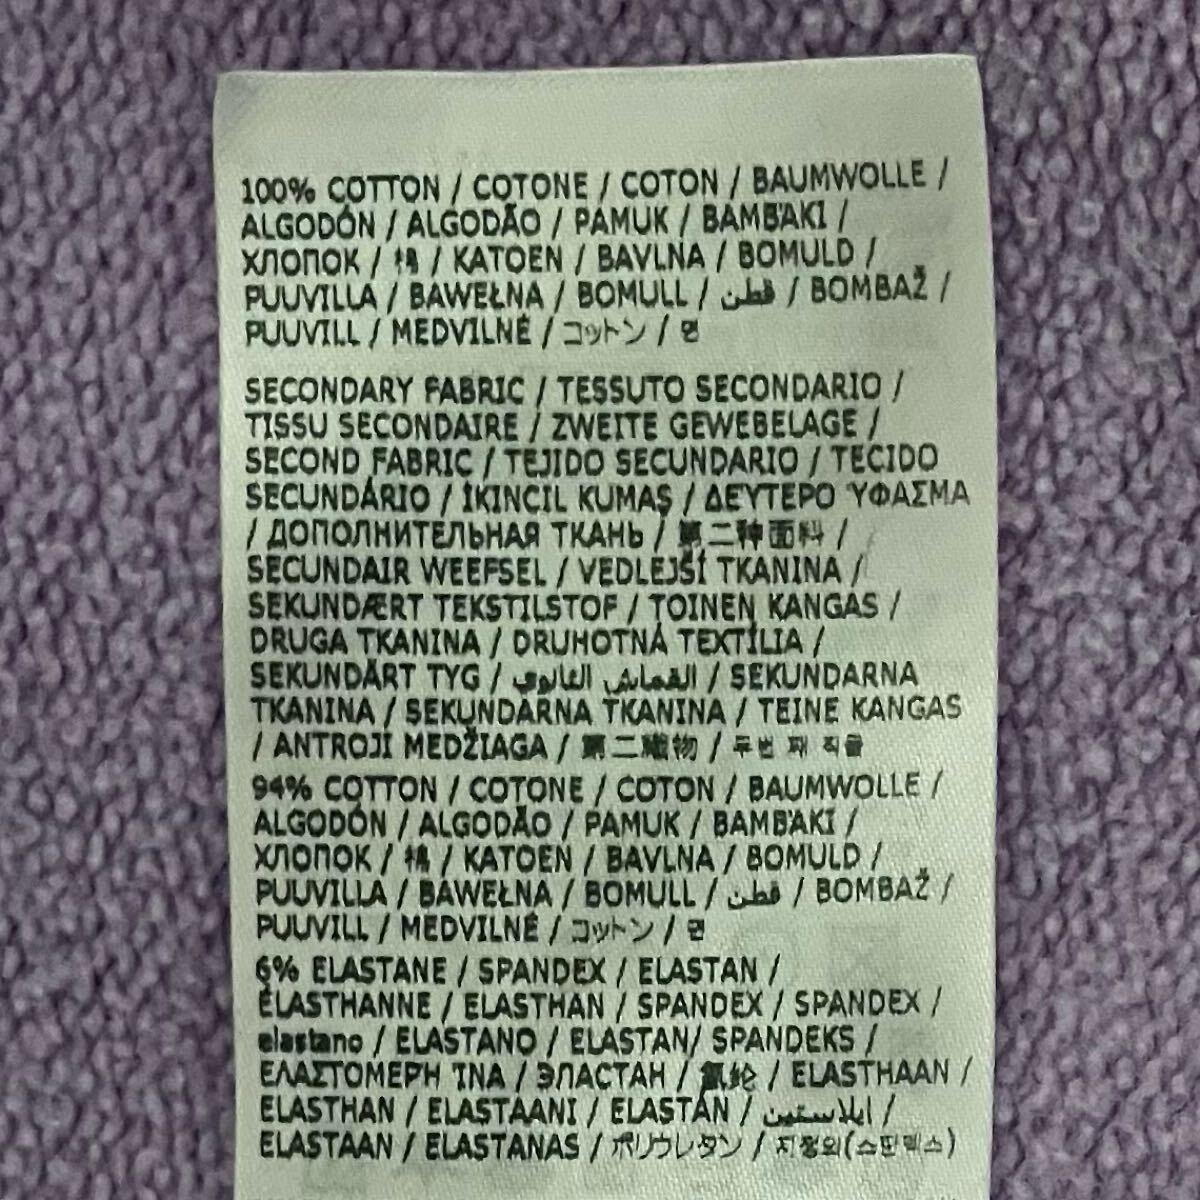 100% COTTON / COTONE / COTON / BAUMWOLLE /
ALGODÓN / ALGODÃO / PAMUK / BAMBAKI /
ХЛОПОК / 棉 / KATOEN / BAVLNA / BOMULD /
PUUVILLA / BAWEŁNA / BOMULL / قطن / BOMBAŽ /
PUUVILL / MEDVILNĖ / コットン / 면
SECONDARY FABRIC / TESSUTO SECONDARIO /
TISSU SECONDAIRE / ZWEITE GEWEBELAGE /
SECOND FABRIC / TEJIDO SECUNDARIO / TECIDO
SECUNDÁRIO / İKINCIL KUMAŞ / ΔΕΥΤΕΡΟ ΎΦΑΣΜΑ
/ ДОПОЛНИТЕЛЬНАЯ ТКАНЬ / 第二种面料 /
SECUNDAIR WEEFSEL / VEDLEJŠÍ TKANINA /
SEKUNDÆRT TEKSTILSTOF / TOINEN KANGAS /
DRUGA TKANINA / DRUHOTNÁ TEXTÍLIA /
SEKUNDÄRT TYG / القماش الثانوي / SEKUNDARNA
TKANINA / SEKUNDARNA TKANINA / TEINE KANGAS
/ ANTROJI MEDŽIAGA / 第二織物 / 두번 째 직물
94% COTTON / COTONE / COTON / BAUMWOLLE /
ALGODÓN / ALGODÃO / PAMUK / BAMBAKI /
ХЛОПОК / 棉 / KATOEN / BAVLNA / BOMULD /
PUUVILLA / BAWEŁNA / BOMULL / قطن / BOMBAŽ /
PUUVILL / MEDVILNĖ / コットン / 면
6% ELASTANE / SPANDEX / ELASTAN /
ÉLASTHANNE / ELASTHAN / SPANDEX / SPANDEX /
elastano / ELASTANO / ELASTAN/ SPANDEKS /
ΕΛΑΣΤΟΜΕΡΗ ΊΝΑ / ЭЛАСТАН / 氨纶 / ELASTHAAN /
ELASTHAN / ELASTAANI / ELASTÁN / ايلاستين /
ELASTAAN / ELASTANAS / ポリウレタン / 지정외(스판덱스)